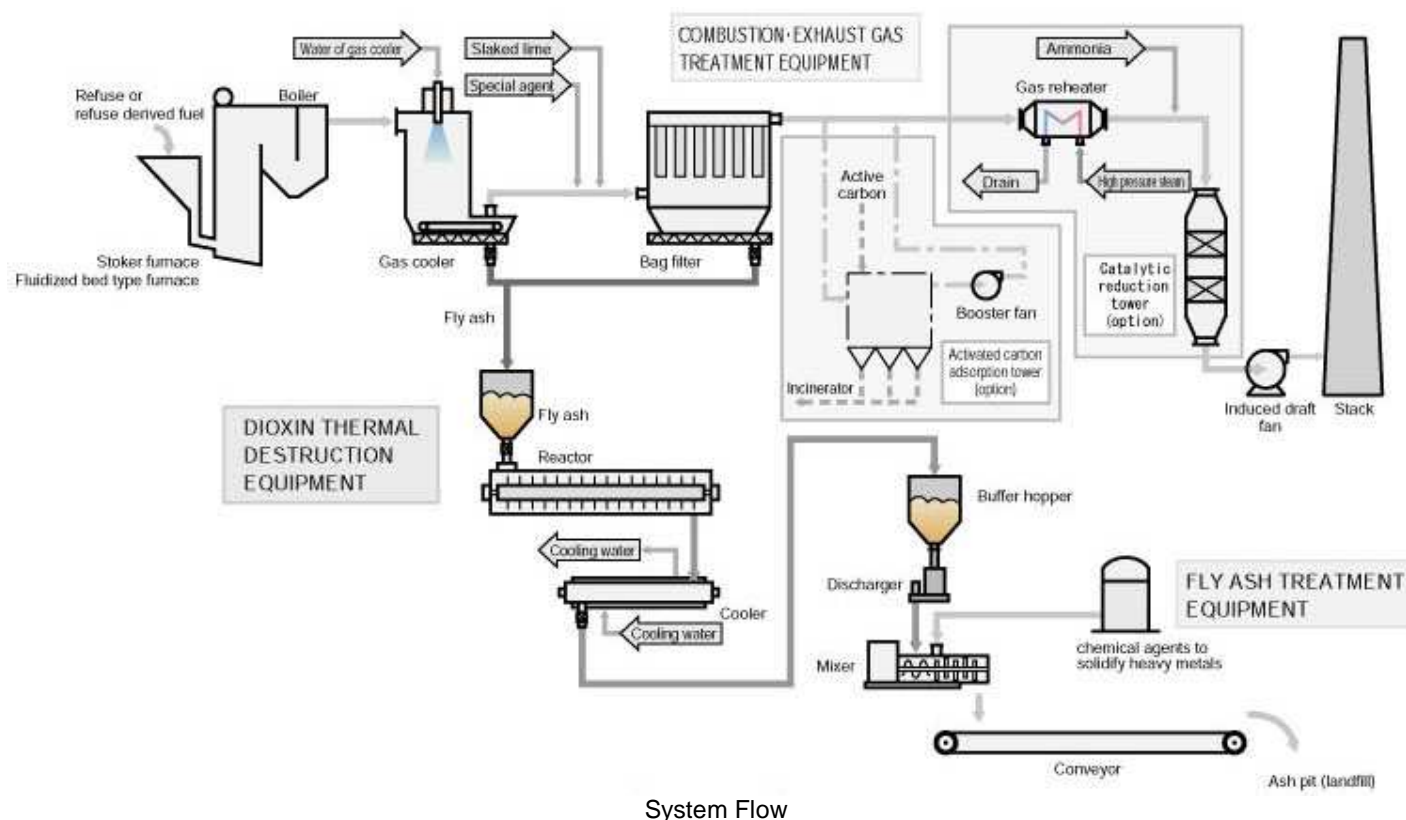 COMBUSTION·EXHAUST GAS
TREATMENT EQUIPMENT
Water of gas cooler
Slaked lime
Special agent
Ammonia
Gas reheater
Refuse or
refuse derived fuel
Boiler
Drain
High pressure steam
Active
carbon
Stoker furnace
Fluidized bed type furnace
Gas cooler
Bag filter
Catalytic
reduction
tower
(option)
Booster fan
Fly ash
Activated carbon
adsorption tower
(option)
Incinerator
Induced draft
fan
Stack
DIOXIN THERMAL
DESTRUCTION
EQUIPMENT
Fly ash
Reactor
Buffer hopper
Cooling water
Discharger
FLY ASH TREATMENT
EQUIPMENT
Cooler
Cooling water
chemical agents to
solidify heavy metals
Mixer
Conveyor
Ash pit (landfill)
System Flow